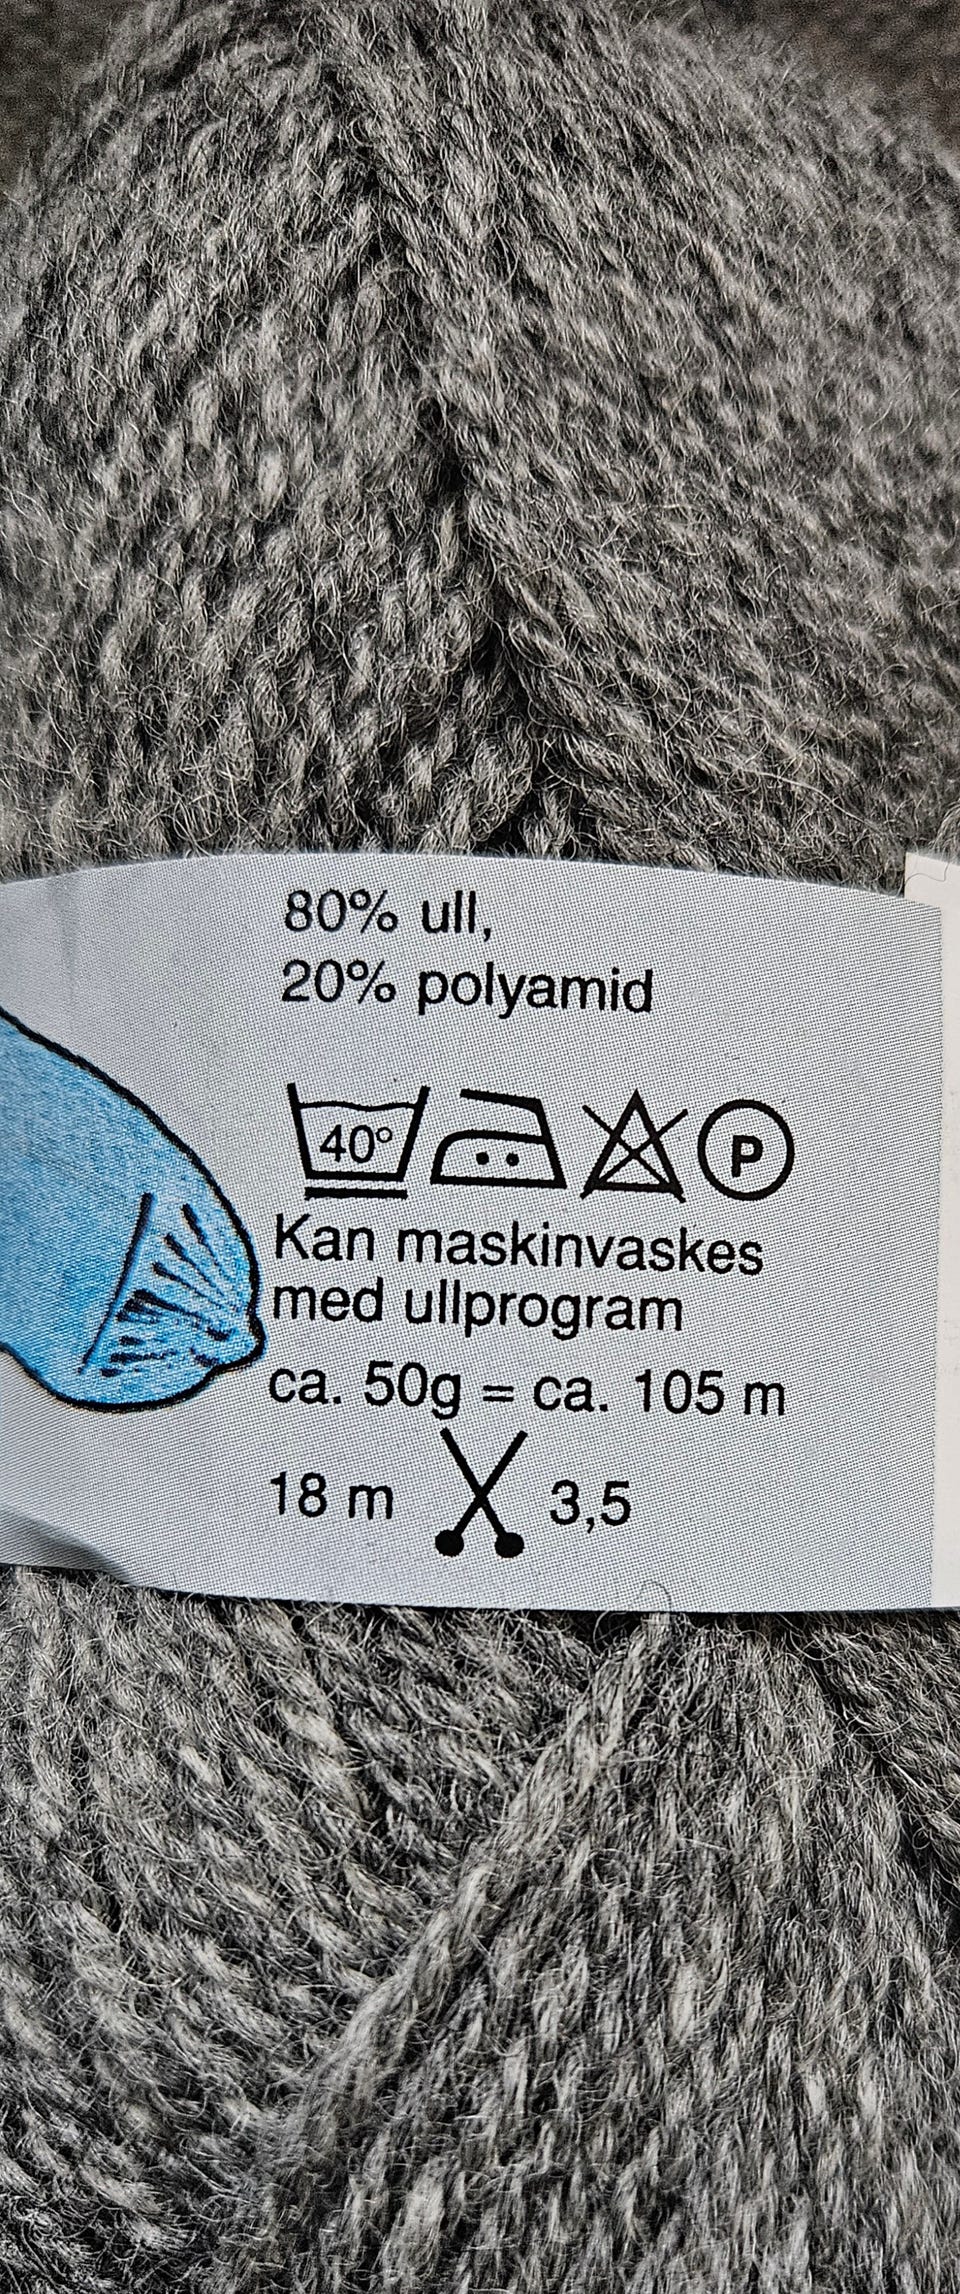 80% ull,
20% polyamid
40° P
Kan maskinvaskes
med ullprogram
ca. 50g = ca. 105 m
18 m 3,5